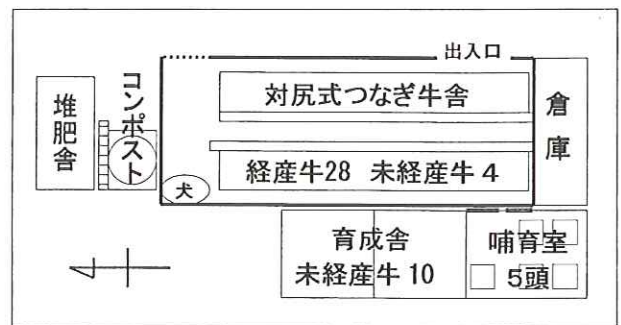 出入口
対尻式つなぎ牛舎
倉庫
コンポスト
堆肥舎
経産牛28 未経産牛4
犬
育成舎
未経産牛10
哺育室
5頭